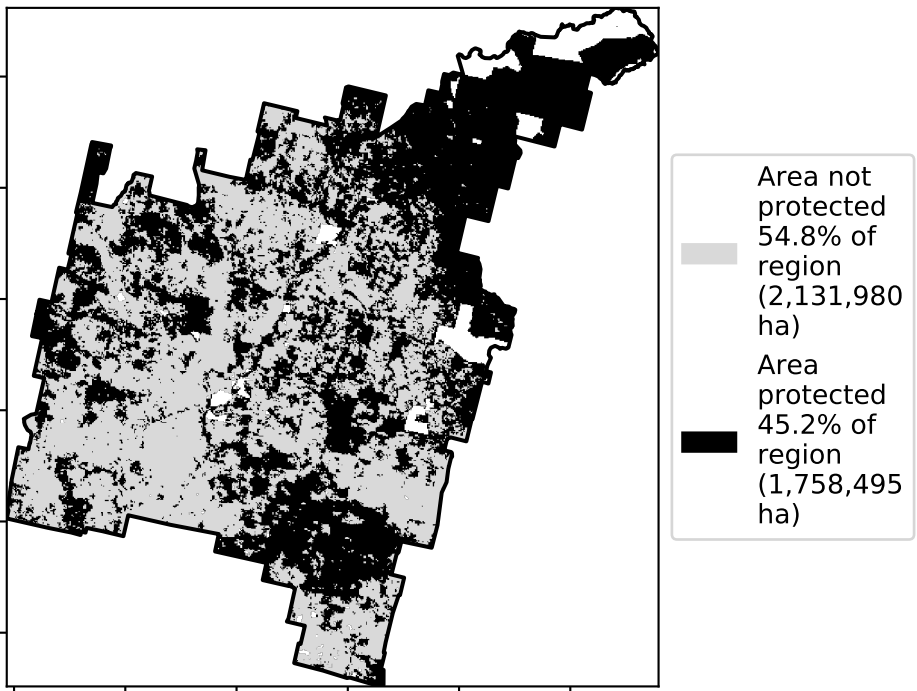 Area not
protected
54.8% of
region
(2,131,980
ha)
Area
protected
45.2% of
region
(1,758,495
ha)